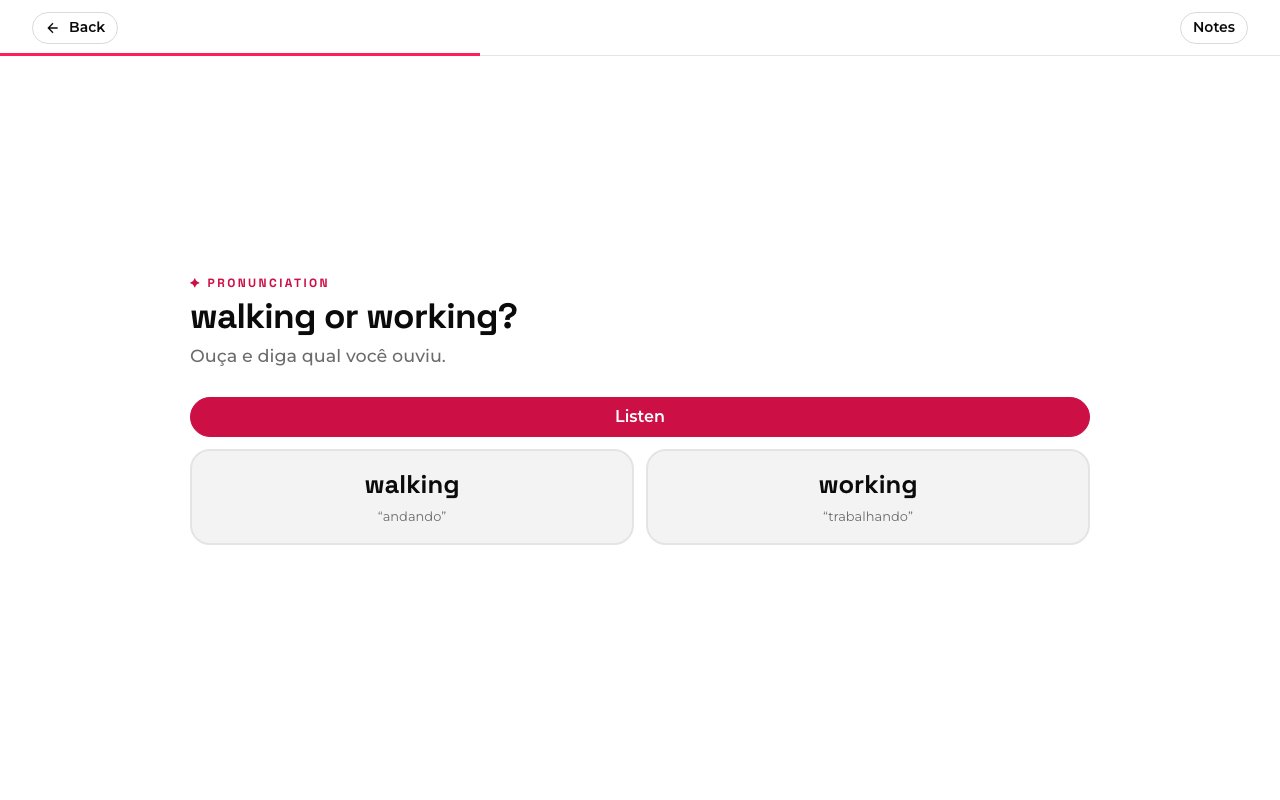 Back
Notes
PRONUNCIATION
walking or working?
Ouça e diga qual você ouviu.
Listen
walking
working
“andando”
“trabalhando”